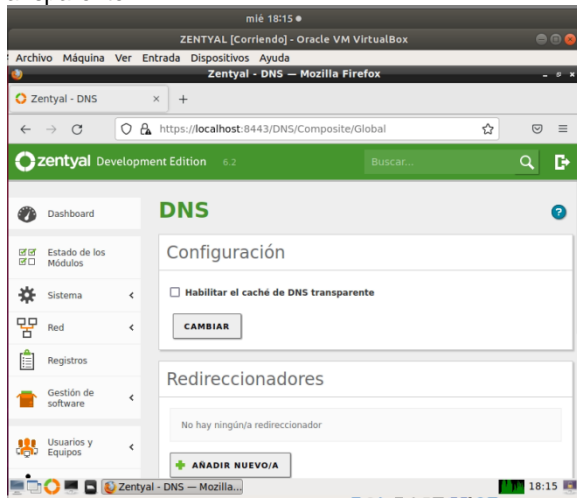 mié 18:15
ZENTYAL [Corriendo] - Oracle VM VirtualBox
Archivo Máquina Ver Entrada Dispositivos Ayuda
Zentyal - DNS — Mozilla Firefox
Zentyal - DNS
https://localhost:8443/DNS/Composite/Global
zentyal Development Edition 6.2
Buscar...
Dashboard
Estado de los
Módulos
Sistema
Red
Registros
Gestión de
software
Usuarios y
Equipos
DNS
Configuración
Habilitar el caché de DNS transparente
CAMBIAR
Redireccionadores
No hay ningún/a redireccionador
AÑADIR NUEVO/A
Zentyal - DNS — Mozilla...
18:15